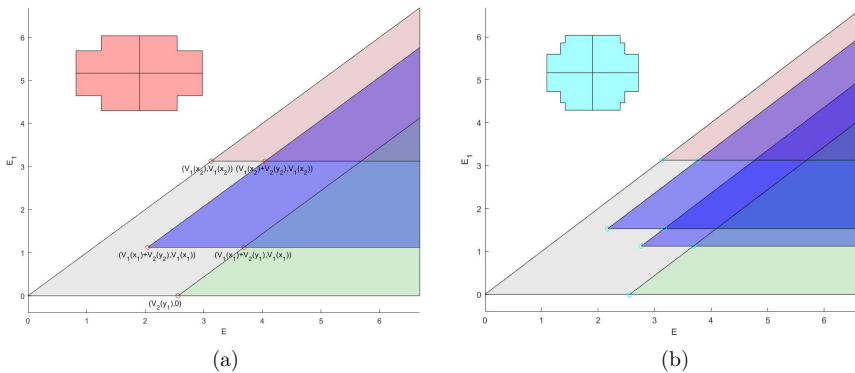 6
5
4
3
2
1
0
E₁
0 1 2 3 4 5 6
E
(V₁(x₂),V₁(x₂)) (V₁(x₂)+V₂(y₂),V₁(x₂))
(V₁(x₁)+V₂(y₂),V₁(x₁)) (V₁(x₁)+V₂(y₁),V₁(x₁))
(V₂(y₁),0)
(a)
6
5
4
3
2
1
0
E₁
0 1 2 3 4 5 6
E
(b)